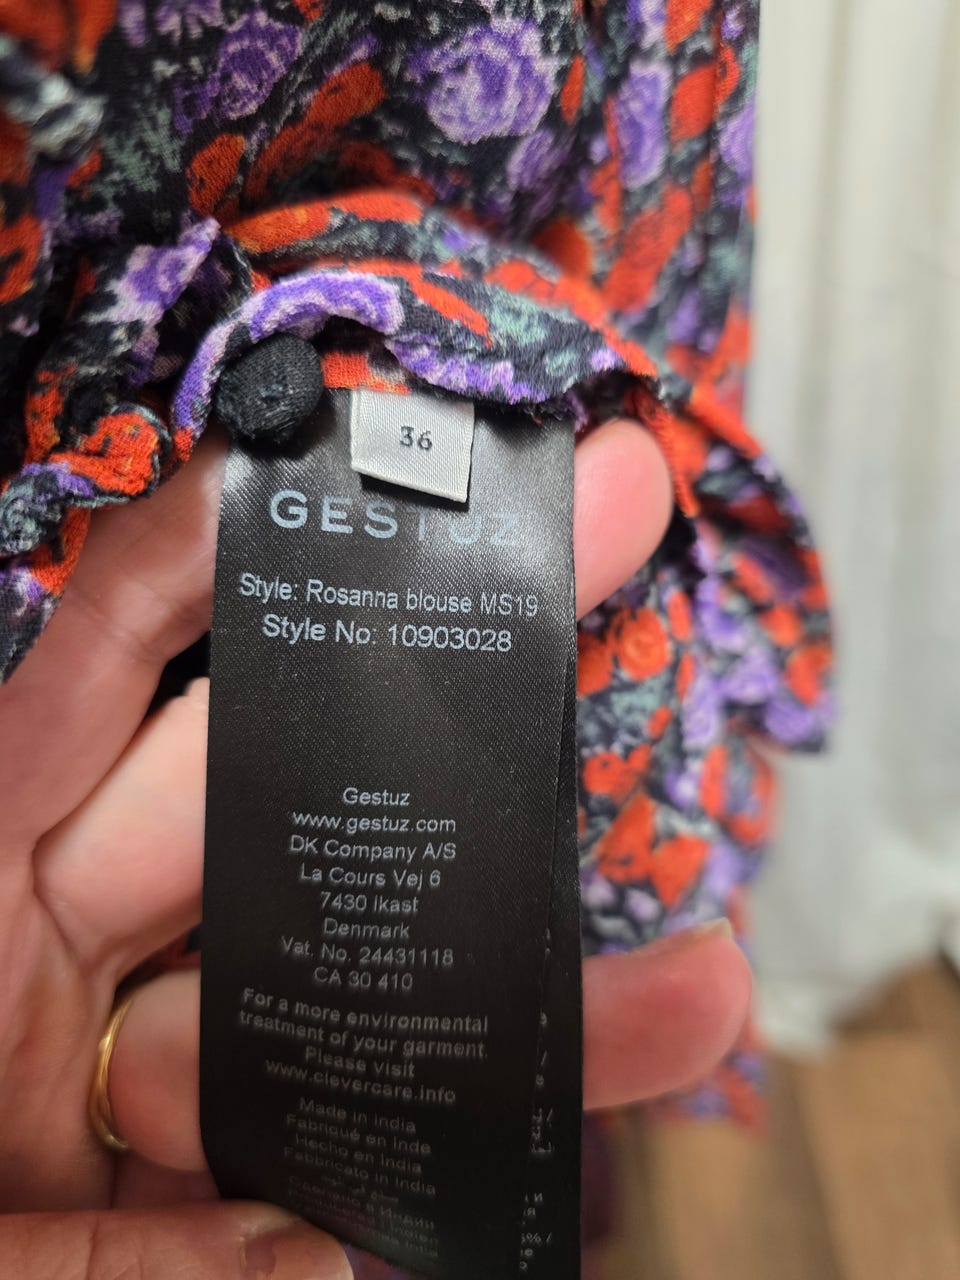 36
GESTUZ
Style: Rosanna blouse MS19
Style No. 10903028
Gestuz
www.gestuz.com
DK Company A/S
La Cours Vej 6
7430 Ikast
Denmark
Vat. No. 24431118
CA 30 410
For a more environmental
treatment of your garment.
Please visit
www.clevercare.info
Made in India
Fabriqué en Inde
Hecho en India
Fabbricato in India
Сделано в Индии